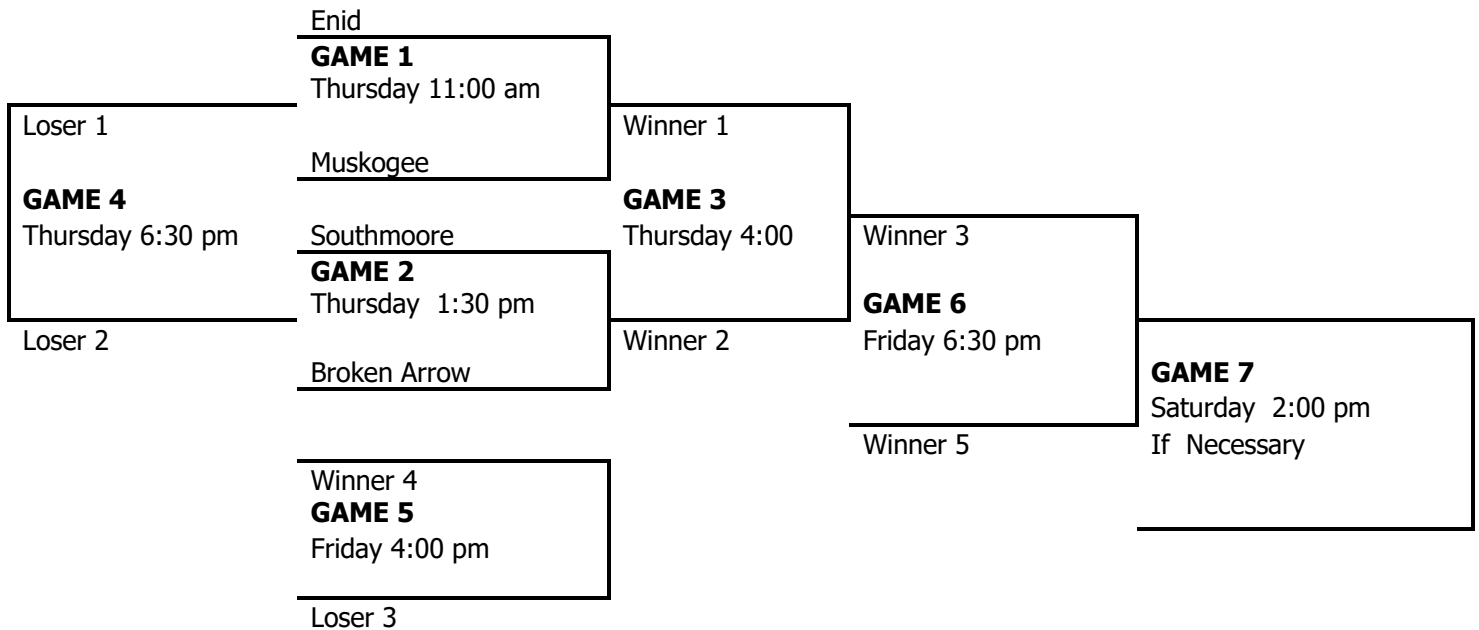 Enid
GAME 1
Thursday 11:00 am
Muskogee
Loser 1
GAME 4
Thursday 6:30 pm
Loser 2
Southmoore
GAME 2
Thursday 1:30 pm
Broken Arrow
Winner 1
GAME 3
Thursday 4:00
Winner 2
Winner 3
GAME 6
Friday 6:30 pm
Winner 5
GAME 7
Saturday 2:00 pm
If Necessary
Winner 4
GAME 5
Friday 4:00 pm
Loser 3